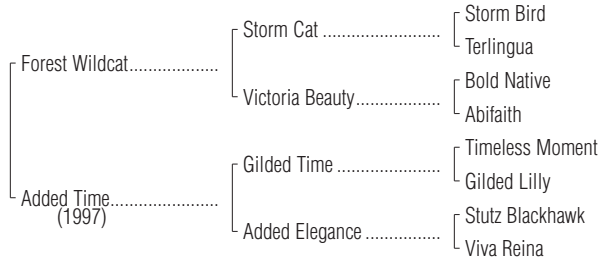 Storm Bird
Storm Cat ..............................
Terlingua
Forest Wildcat.......................
Bold Native
Victoria Beauty......................
Abifaith
Timeless Moment
Gilded Time ..........................
Gilded Lilly
Added Time............................
(1997)
Stutz Blackhawk
Added Elegance ...................
Viva Reina